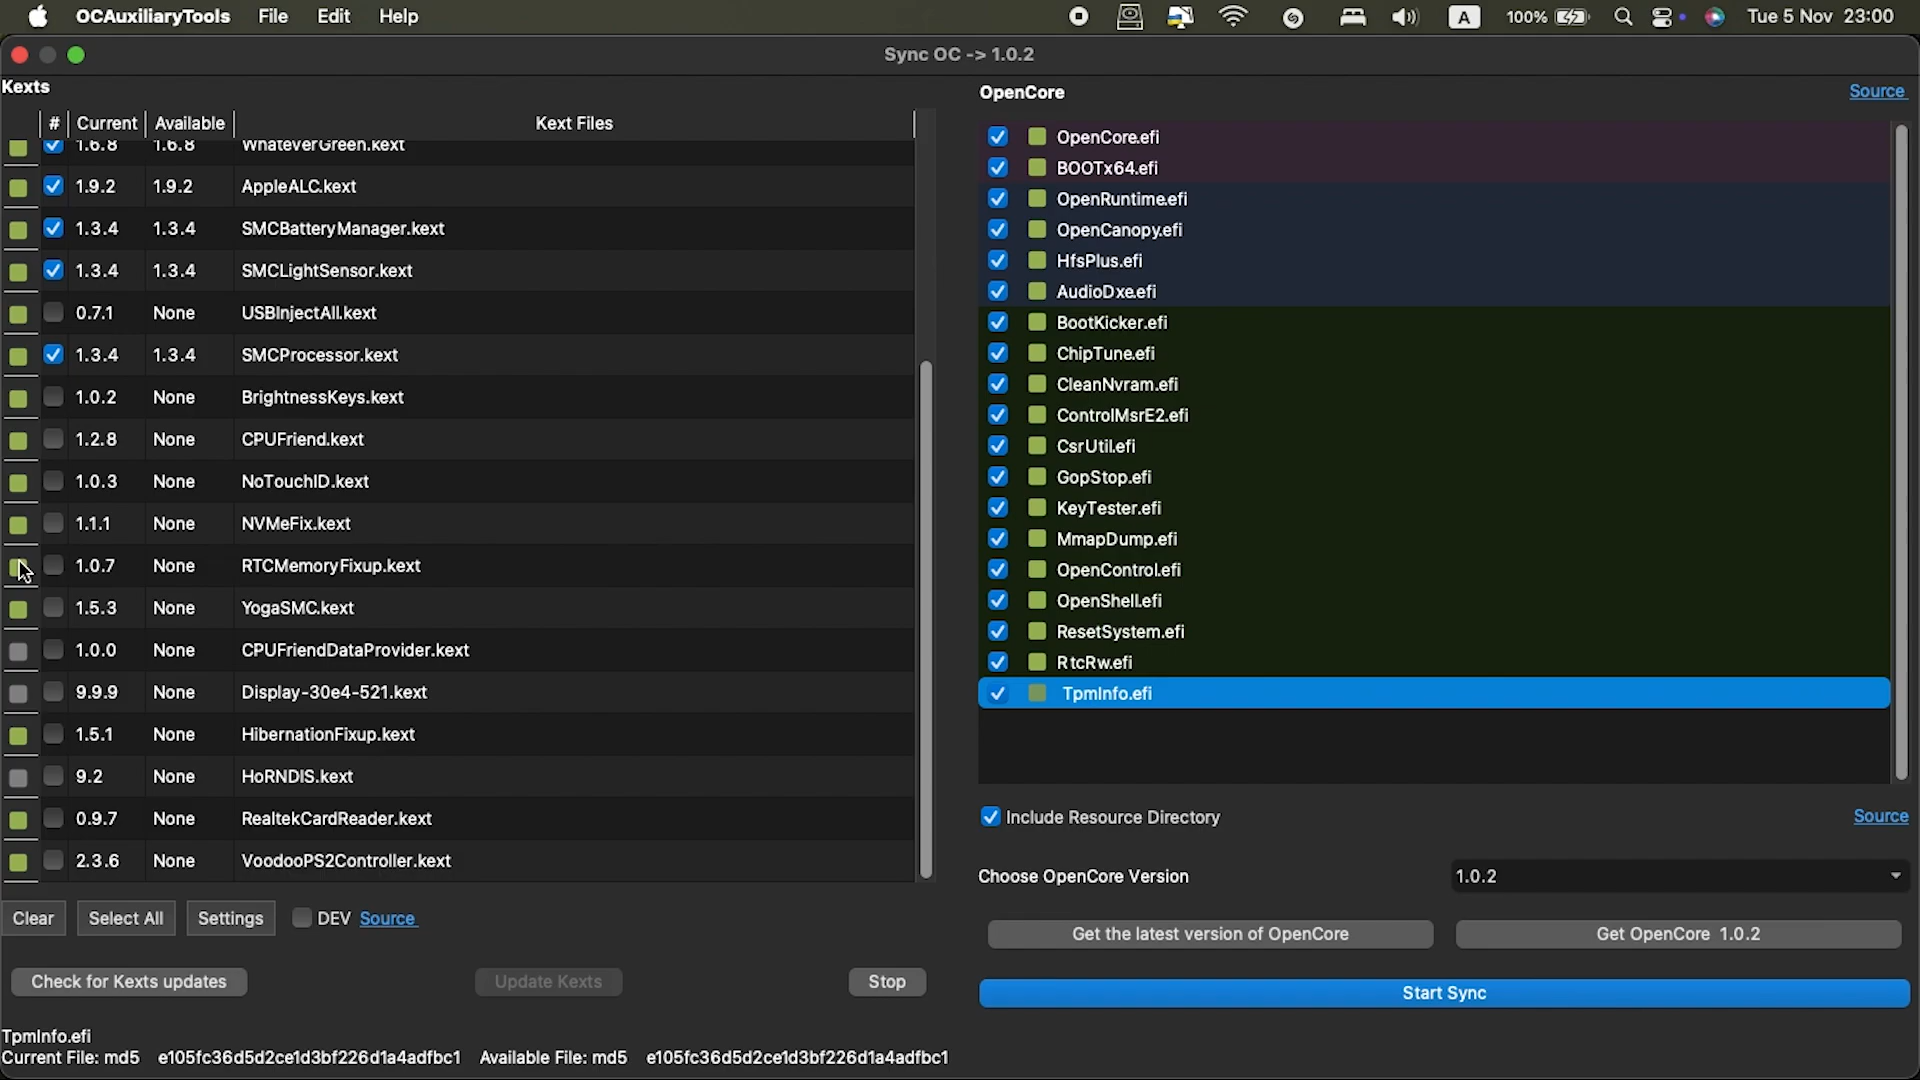 OCAuxiliaryTools File Edit Help A 100% Tue 5 Nov 23:00
Sync OC -> 1.0.2
Kexts
# Current Available Kext Files
1.6.8 1.6.8 WhateverGreen.kext
1.9.2 1.9.2 AppleALC.kext
1.3.4 1.3.4 SMCBatteryManager.kext
1.3.4 1.3.4 SMCLightSensor.kext
0.7.1 None USBInjectAll.kext
1.3.4 1.3.4 SMCProcessor.kext
1.0.2 None BrightnessKeys.kext
1.2.8 None CPUFriend.kext
1.0.3 None NoTouchID.kext
1.1.1 None NVMeFix.kext
1.0.7 None RTCMemoryFixup.kext
1.5.3 None YogaSMC.kext
1.0.0 None CPUFriendDataProvider.kext
9.9.9 None Display-30e4-521.kext
1.5.1 None HibernationFixup.kext
9.2 None HoRNDIS.kext
0.9.7 None RealtekCardReader.kext
2.3.6 None VoodooPS2Controller.kext
Clear Select All Settings DEV Source
Check for Kexts updates Update Kexts Stop
OpenCore Source
OpenCore.efi
BOOTx64.efi
OpenRuntime.efi
OpenCanopy.efi
HfsPlus.efi
AudioDxe.efi
BootKicker.efi
ChipTune.efi
CleanNvram.efi
ControlMsrE2.efi
CsrUtil.efi
GopStop.efi
KeyTester.efi
MmapDump.efi
OpenControl.efi
OpenShell.efi
ResetSystem.efi
RtcRw.efi
TpmInfo.efi
Include Resource Directory Source
Choose OpenCore Version 1.0.2
Get the latest version of OpenCore Get OpenCore 1.0.2
Start Sync
TpmInfo.efi
Current File: md5 e105fc36d5d2ce1d3bf226d1a4adfbc1 Available File: md5 e105fc36d5d2ce1d3bf226d1a4adfbc1